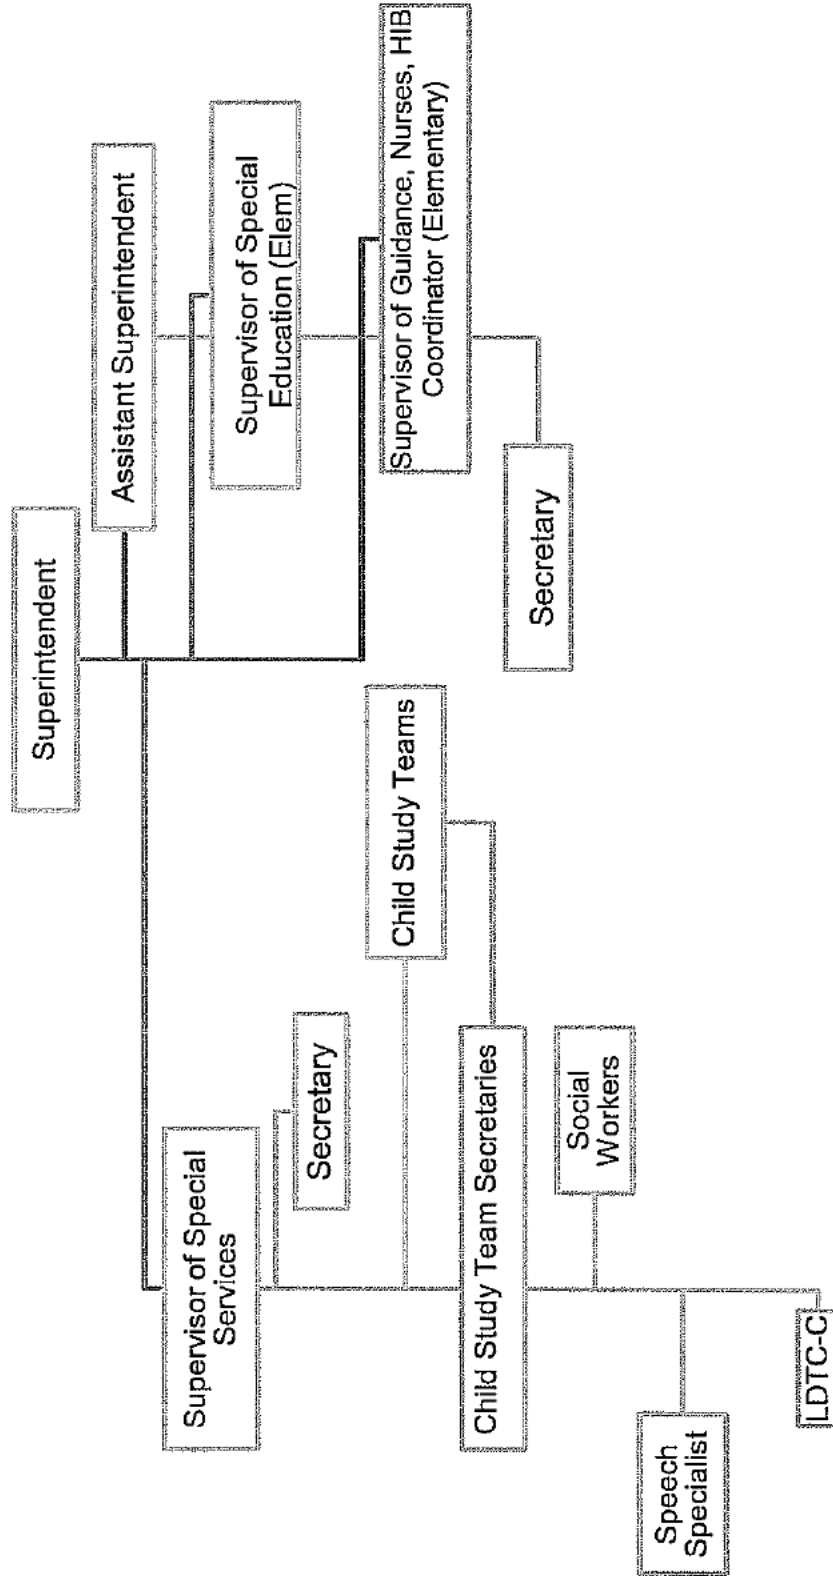 Superintendent
Assistant Superintendent
Supervisor of Special
Services
Supervisor of Special
Education (Elem)
Secretary
Child Study Teams
Supervisor of Guidance, Nurses, HIB
Coordinator (Elementary)
Child Study Team Secretaries
Secretary
Social
Workers
Speech
Specialist
LDTC-C